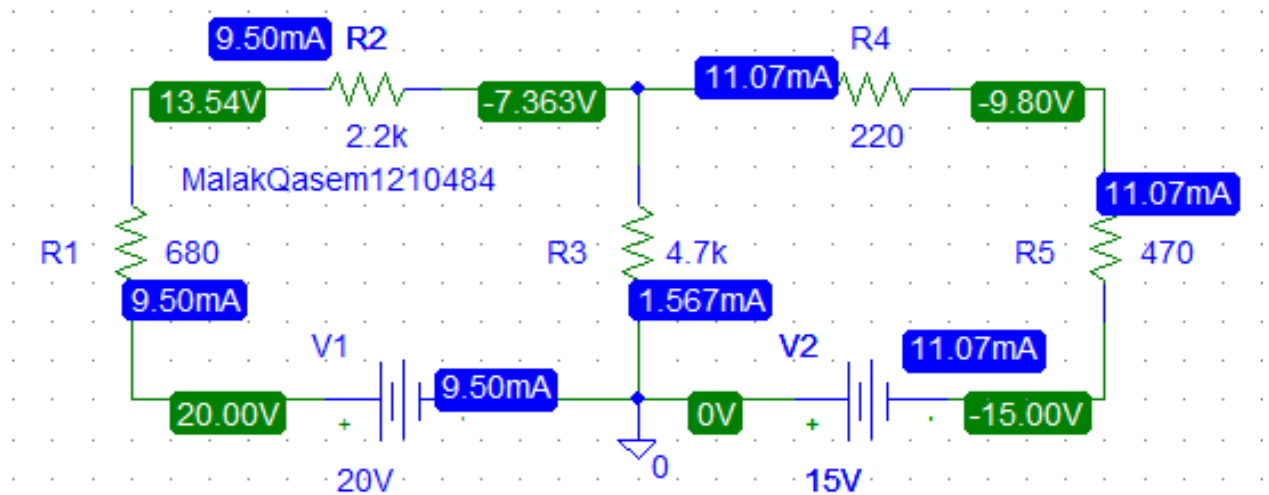 9.50mA R2 R4
13.54V -7.363V 11.07mA -9.80V
2.2k 220
MalakQasem1210484 11.07mA
R1 680 R3 4.7k R5 470
9.50mA 1.567mA
V1 V2 11.07mA
9.50mA
20.00V + - 0V + - -15.00V
20V 0 15V